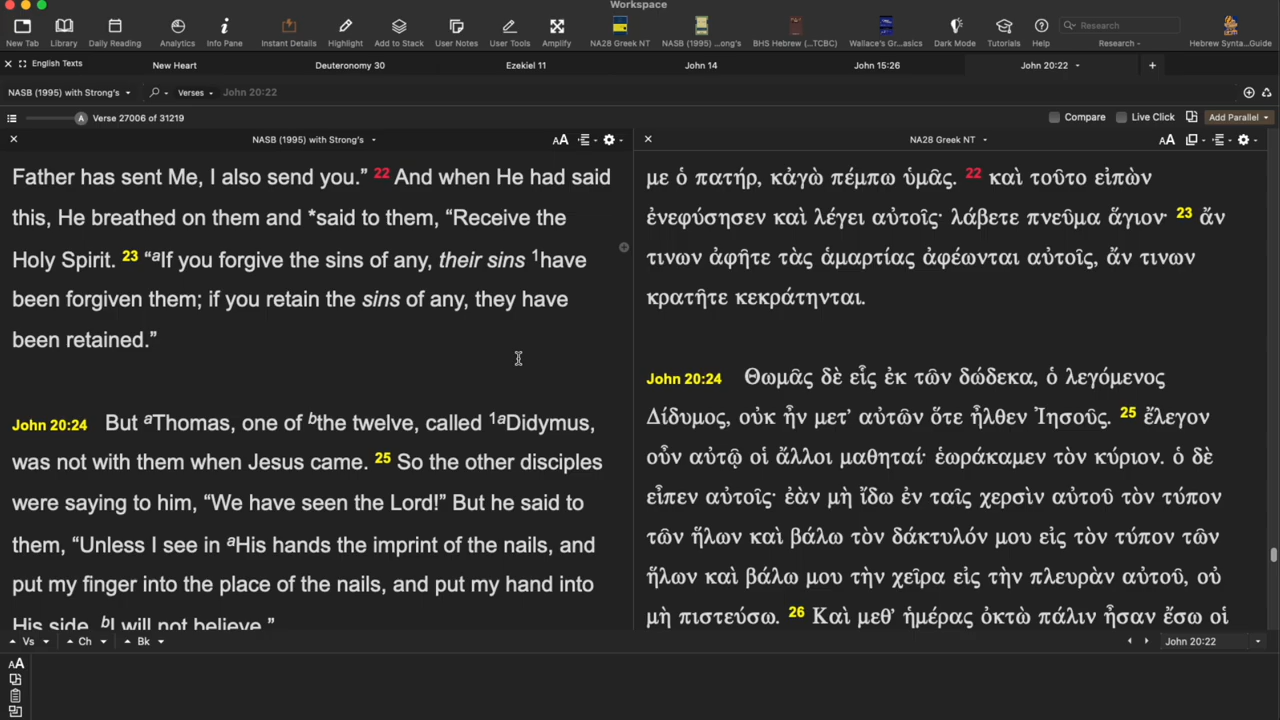 Workspace
New Tab Library Daily Reading Analytics Info Pane Instant Details Highlight Add to Stack User Notes User Tools Amplify NA28 Greek NT NASB (1995) ...ong's BHS Hebrew (...TCBC) Wallace's Gr...asics Dark Mode Tutorials Help Research Research Hebrew Synta...Guide
English Texts New Heart Deuteronomy 30 Ezekiel 11 John 14 John 15:26 John 20:22
NASB (1995) with Strong's Verses John 20:22
A Verse 27006 of 31219 Compare Live Click Add Parallel
NASB (1995) with Strong's
Father has sent Me, I also send you.” 22 And when He had said
this, He breathed on them and *said to them, “Receive the
Holy Spirit. 23 “aIf you forgive the sins of any, their sins 1have
been forgiven them; if you retain the sins of any, they have
been retained.”
John 20:24 But aThomas, one of bthe twelve, called 1aDidymus,
was not with them when Jesus came. 25 So the other disciples
were saying to him, “We have seen the Lord!” But he said to
them, “Unless I see in aHis hands the imprint of the nails, and
put my finger into the place of the nails, and put my hand into
His side, bI will not believe.”
NA28 Greek NT
με ὁ πατήρ, κἀγὼ πέμπω ὑμᾶς. 22 καὶ τοῦτο εἰπὼν
ἐνεφύσησεν καὶ λέγει αὐτοῖς· λάβετε πνεῦμα ἅγιον· 23 ἄν
τινων ἀφῆτε τὰς ἁμαρτίας ἀφέωνται αὐτοῖς, ἄν τινων
κρατῆτε κεκράτηνται.
John 20:24 Θωμᾶς δὲ εἷς ἐκ τῶν δώδεκα, ὁ λεγόμενος
Δίδυμος, οὐκ ἦν μετ’ αὐτῶν ὅτε ἦλθεν Ἰησοῦς. 25 ἔλεγον
οὖν αὐτῷ οἱ ἄλλοι μαθηταί· ἑωράκαμεν τὸν κύριον. ὁ δὲ
εἶπεν αὐτοῖς· ἐὰν μὴ ἴδω ἐν ταῖς χερσὶν αὐτοῦ τὸν τύπον
τῶν ἥλων καὶ βάλω τὸν δάκτυλόν μου εἰς τὸν τύπον τῶν
ἥλων καὶ βάλω μου τὴν χεῖρα εἰς τὴν πλευρὰν αὐτοῦ, οὐ
μὴ πιστεύσω. 26 Καὶ μεθ’ ἡμέρας ὀκτὼ πάλιν ἦσαν ἔσω οἱ
Vs Ch Bk John 20:22